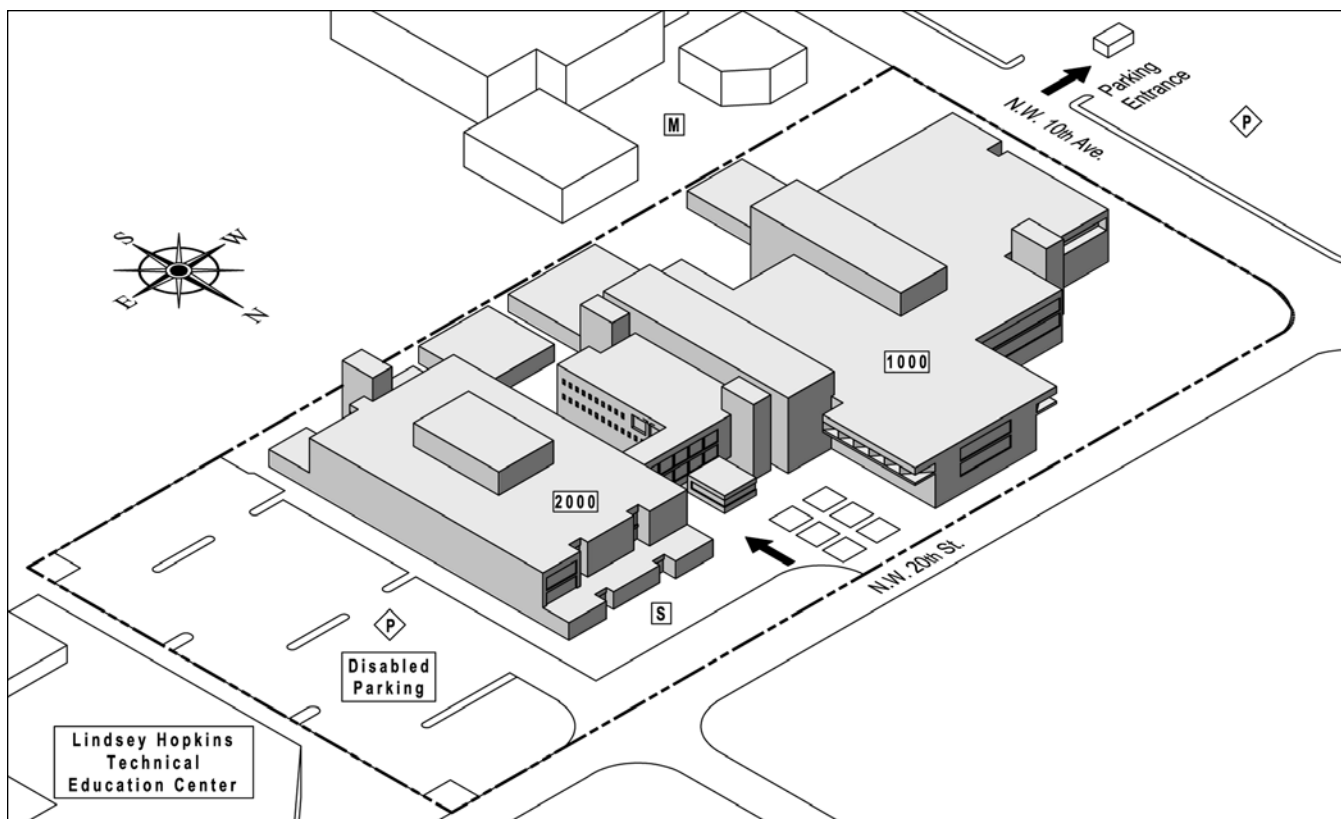 Parking
Entrance
N.W. 10th Ave.
P
M
S
W
E
N
1000
2000
N.W. 20th St.
S
P
Disabled
Parking
Lindsey Hopkins
Technical
Education Center